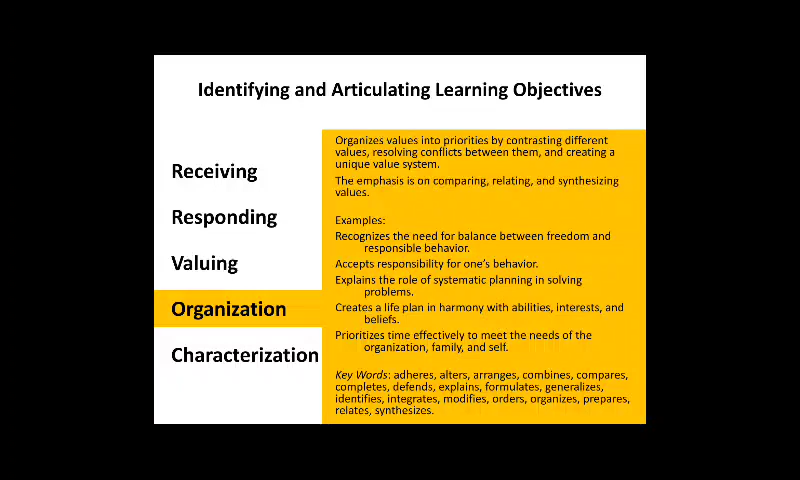 Identifying and Articulating Learning Objectives
Receiving
Responding
Valuing
Organization
Characterization
Organizes values into priorities by contrasting different
values, resolving conflicts between them, and creating a
unique value system.
The emphasis is on comparing, relating, and synthesizing
values.
Examples:
Recognizes the need for balance between freedom and
responsible behavior.
Accepts responsibility for one's behavior.
Explains the role of systematic planning in solving
problems.
Creates a life plan in harmony with abilities, interests, and
beliefs.
Prioritizes time effectively to meet the needs of the
organization, family, and self.
Key Words: adheres, alters, arranges, combines, compares,
completes, defends, explains, formulates, generalizes,
identifies, integrates, modifies, orders, organizes, prepares,
relates, synthesizes.